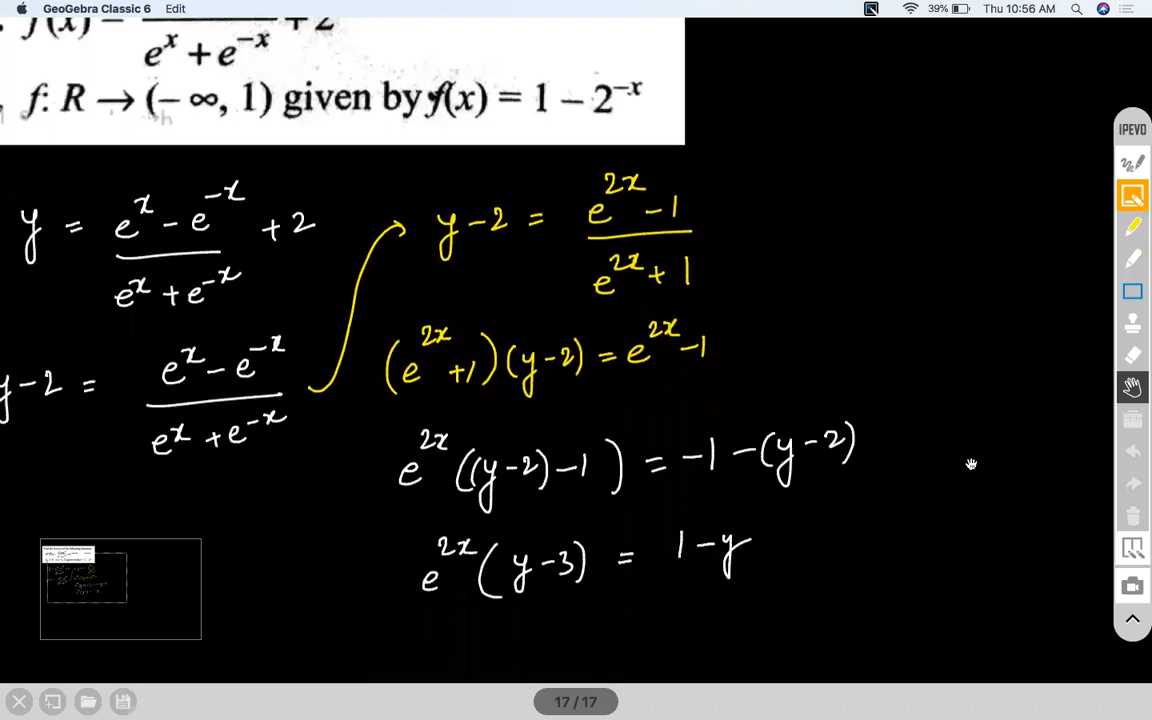 GeoGebra Classic 6 Edit 39% Thu 10:56 AM
e^x + e^-x + 2
f: R → (− ∞, 1) given by f(x) = 1 − 2^-x
IPEVO
y = (e^x − e^-x)/(e^x + e^-x) + 2
y − 2 = (e^2x − 1)/(e^2x + 1)
y − 2 = (e^x − e^-x)/(e^x + e^-x)
(e^2x + 1)(y − 2) = e^2x − 1
e^2x((y − 2) − 1) = −1 − (y − 2)
e^2x(y − 3) = 1 − y
17 / 17